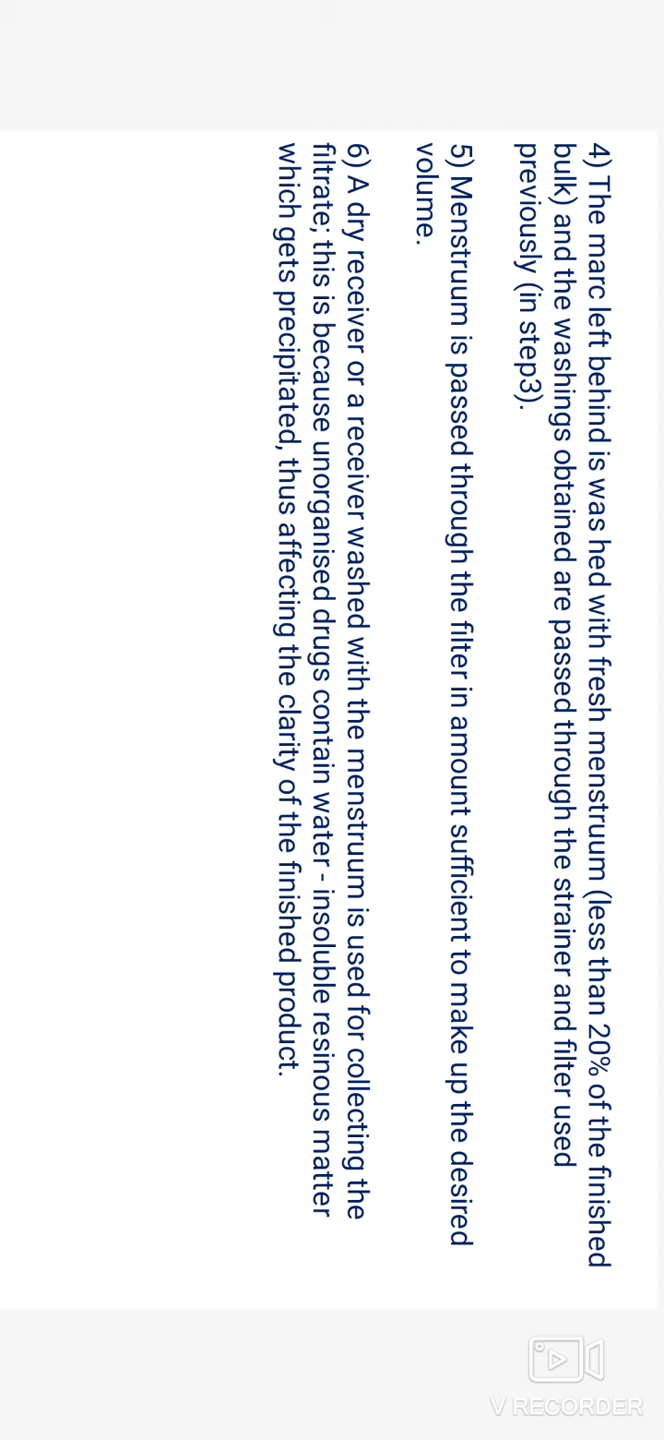 4) The marc left behind is was hed with fresh menstruum (less than 20% of the finished
bulk) and the washings obtained are passed through the strainer and filter used
previously (in step3).
5) Menstruum is passed through the filter in amount sufficient to make up the desired
volume.
6) A dry receiver or a receiver washed with the menstruum is used for collecting the
filtrate; this is because unorganised drugs contain water - insoluble resinous matter
which gets precipitated, thus affecting the clarity of the finished product.
V RECORDER